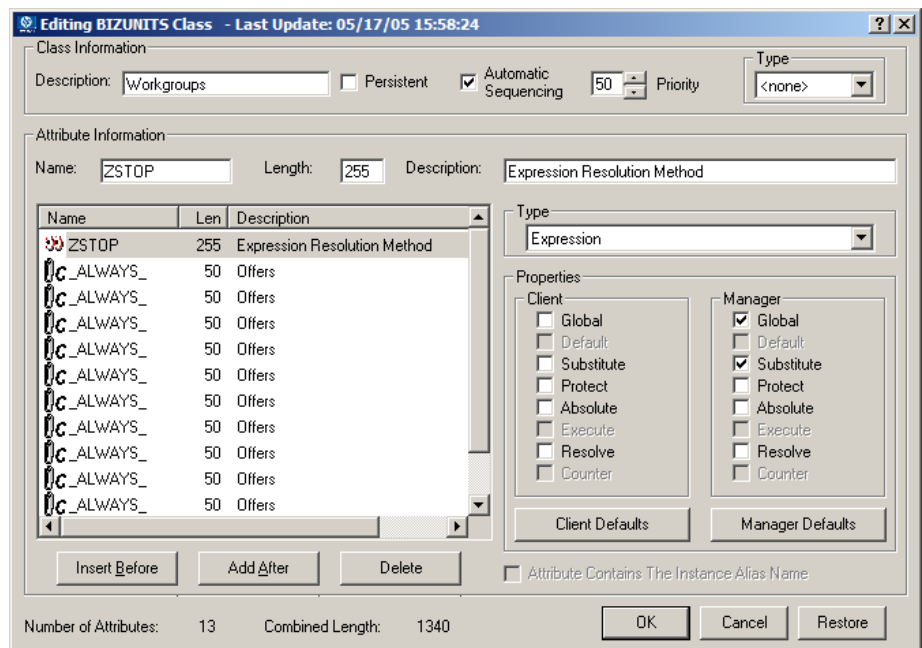 Editing BIZUNITS Class - Last Update: 05/17/05 15:58:24
Class Information
Description: Workgroups
Persistent
Automatic Sequencing
50 Priority
Type
<none>
Attribute Information
Name: ZSTOP Length: 255 Description: Expression Resolution Method
Name Len Description
ZSTOP 255 Expression Resolution Method
_ALWAYS_ 50 Offers
_ALWAYS_ 50 Offers
_ALWAYS_ 50 Offers
_ALWAYS_ 50 Offers
_ALWAYS_ 50 Offers
_ALWAYS_ 50 Offers
_ALWAYS_ 50 Offers
_ALWAYS_ 50 Offers
_ALWAYS_ 50 Offers
_ALWAYS_ 50 Offers
Type
Expression
Properties
Client
Global
Default
Substitute
Protect
Absolute
Execute
Resolve
Counter
Manager
Global
Default
Substitute
Protect
Absolute
Execute
Resolve
Counter
Client Defaults Manager Defaults
Insert Before Add After Delete
Attribute Contains The Instance Alias Name
Number of Attributes: 13 Combined Length: 1340
OK Cancel Restore